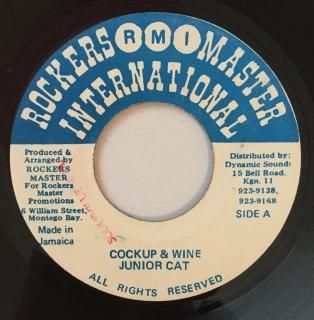 ROCKERS RMI MASTER
INTERNATIONAL
Produced &
Arranged by
ROCKERS
MASTER
For Rockers
Master
Promotions
6 William Street,
Montego Bay.
Made in
Jamaica
Distributed by:
Dynamic Sound:
15 Bell Road.
Kgn. 11
923-9138,
923-9168
SIDE A
COCKUP & WINE
JUNIOR CAT
ALL RIGHTS RESERVED